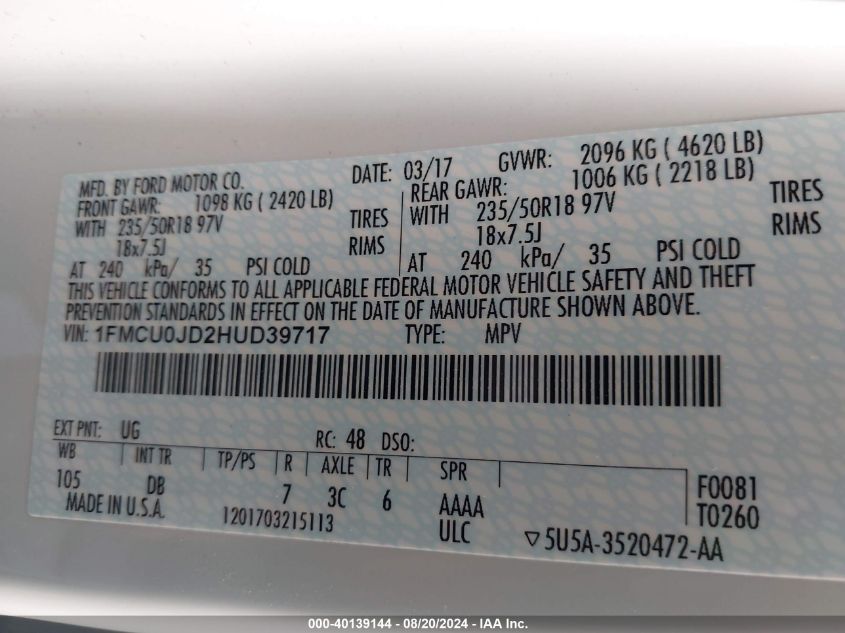 MFD. BY FORD MOTOR CO. DATE: 03/17 GVWR: 2096 KG ( 4620 LB)
FRONT GAWR: 1098 KG ( 2420 LB) REAR GAWR: 1006 KG ( 2218 LB)
WITH 235/50R18 97V TIRES WITH 235/50R18 97V TIRES
18x7.5J RIMS 18x7.5J RIMS
AT 240 kPa/ 35 PSI COLD AT 240 kPa/ 35 PSI COLD
THIS VEHICLE CONFORMS TO ALL APPLICABLE FEDERAL MOTOR VEHICLE SAFETY AND THEFT
PREVENTION STANDARDS IN EFFECT ON THE DATE OF MANUFACTURE SHOWN ABOVE.
VIN: 1FMCU0JD2HUD39717 TYPE: MPV
EXT PNT: UG RC: 48 DSO:
WB INT TR TP/PS R AXLE TR SPR
105 DB 7 3C 6 AAAA F0081
MADE IN U.S.A. 1201703215113 ULC T0260
▽5U5A-3520472-AA
000-40139144 - 08/20/2024 - IAA Inc.